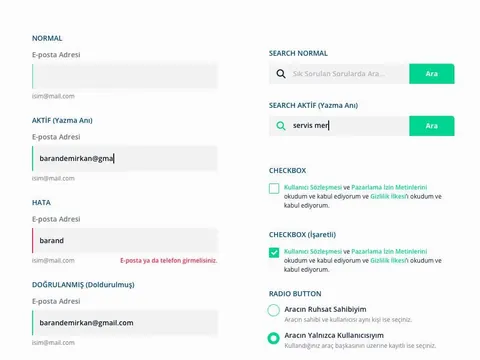 NORMAL
E-posta Adresi
isim@mail.com
AKTİF (Yazma Anı)
E-posta Adresi
barandemirkan@gma
isim@mail.com
HATA
E-posta Adresi
barand
isim@mail.com
E-posta ya da telefon girmelisiniz.
DOĞRULANMIŞ (Doldurulmuş)
E-posta Adresi
barandemirkan@gmail.com
isim@mail.com
SEARCH NORMAL
Sık Sorulan Sorularda Ara...
Ara
SEARCH AKTİF (Yazma Anı)
servis mer
Ara
CHECKBOX
Kullanıcı Sözleşmesi ve Pazarlama İzin Metinlerini
okudum ve kabul ediyorum ve Gizlilik İlkesi'ı okudum ve
kabul ediyorum.
CHECKBOX (İşaretli)
Kullanıcı Sözleşmesi ve Pazarlama İzin Metinlerini
okudum ve kabul ediyorum ve Gizlilik İlkesi'ı okudum ve
kabul ediyorum.
RADIO BUTTON
Aracın Ruhsat Sahibiyim
Aracın sahibi ve kullanıcısı aynı kişi ise seçiniz.
Aracın Yalnızca Kullanıcısıyım
Kullandığınız araç başkasının üzerine kayıtlı ise seçiniz.